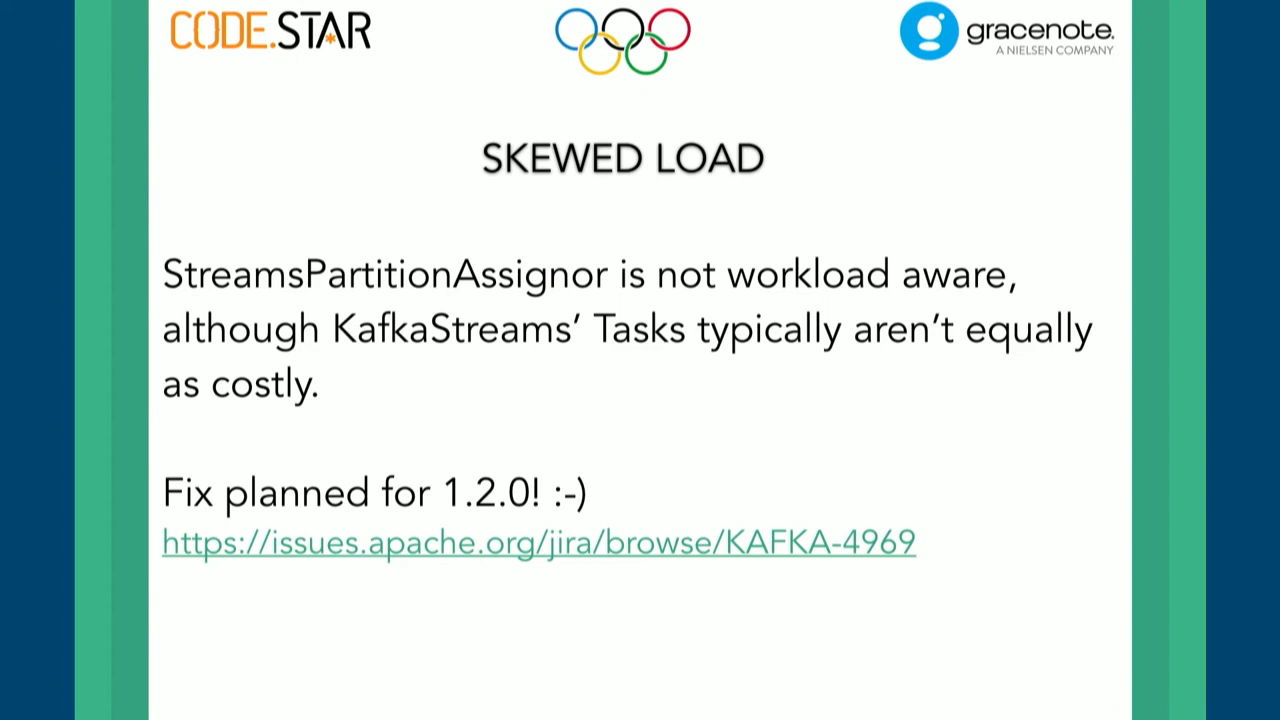 CODE.STAR
gracenote.
A NIELSEN COMPANY
SKEWED LOAD
StreamsPartitionAssignor is not workload aware,
although KafkaStreams’ Tasks typically aren’t equally
as costly.
Fix planned for 1.2.0! :-)
https://issues.apache.org/jira/browse/KAFKA-4969